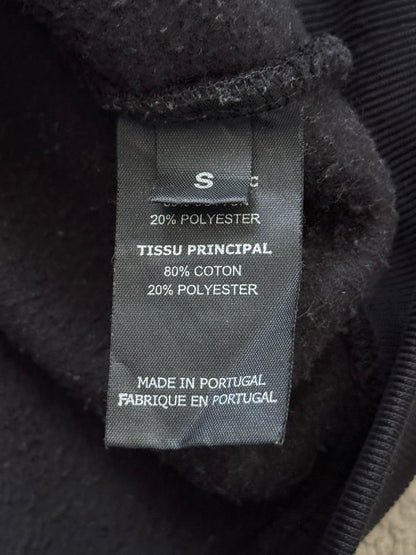 S
20% POLYESTER
TISSU PRINCIPAL
80% COTON
20% POLYESTER
MADE IN PORTUGAL
FABRIQUE EN PORTUGAL